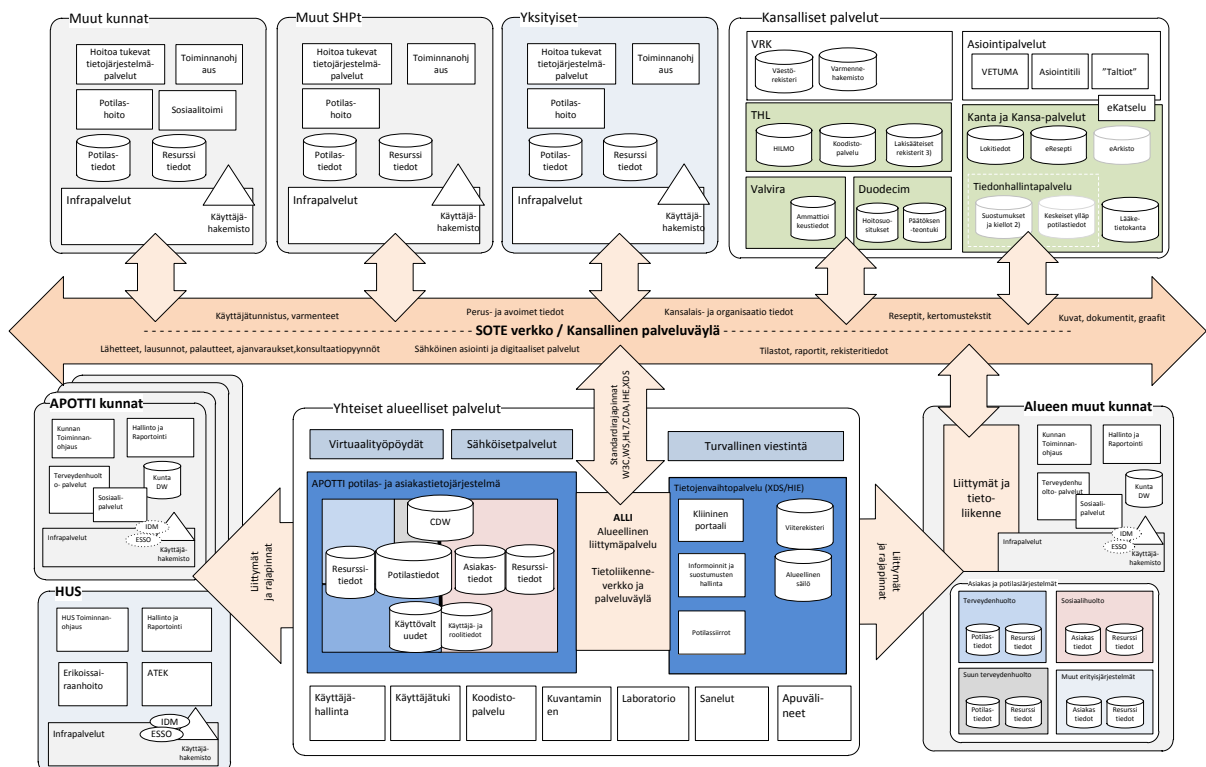 Muut kunnat
Hoitoa tukevat
tietojärjestelmä-
palvelut
Toiminnanohj
aus
Potilas-
hoito
Sosiaalitoimi
Potilas-
tiedot
Resurssi
tiedot
Infrapalvelut
Käyttäjä-
hakemisto
Muut SHPt
Hoitoa tukevat
tietojärjestelmä-
palvelut
Toiminnanohj
aus
Potilas-
hoito
Potilas-
tiedot
Resurssi
tiedot
Infrapalvelut
Käyttäjä-
hakemisto
Yksityiset
Hoitoa tukevat
tietojärjestelmä-
palvelut
Toiminnanohj
aus
Potilas-
hoito
Potilas-
tiedot
Resurssi
tiedot
Infrapalvelut
Käyttäjä-
hakemisto
Kansalliset palvelut
VRK
Väestö-
rekisteri
Varmenne-
hakemisto
Asiointipalvelut
VETUMA
Asiointitili
”Taltiot”
eKatselu
THL
HILMO
Koodisto-
palvelu
Lakisääteiset
rekisterit 3)
Kanta ja Kansa-palvelut
Lokitiedot
eResepti
eArkisto
Valvira
Ammattioi
keustiedot
Duodecim
Hoitosuo-
situkset
Päätöksen
-teontuki
Tiedonhallintapalvelu
Suostumukset
ja kiellot 2)
Keskeiset ylläp
potilastiedot
Lääke-
tietokanta
Käyttäjätunnistus, varmenteet
Perus- ja avoimet tiedot
Kansalais- ja organisaatio tiedot
Reseptit, kertomustekstit
Kuvat, dokumentit, graafit
SOTE verkko / Kansallinen palveluväylä
Lähetteet, lausunnot, palautteet, ajanvaraukset,konsultaatiopyynnöt
Sähköinen asiointi ja digitaaliset palvelut
Tilastot, raportit, rekisteritiedot
Standardirajapinnat
W3C,WS,HL7,CDA,IHE,XDS
APOTTI kunnat
Kunnan
Toiminnan-
ohjaus
Hallinto ja
Raportointi
Terveydenhuolt
o- palvelut
Sosiaali-
palvelut
Kunta
DW
IDM
ESSO
Infrapalvelut
Käyttäjä-
hakemisto
HUS
HUS Toiminnan-
ohjaus
Hallinto ja
Raportointi
Erikoissai-
raanhoito
ATEK
IDM
ESSO
Infrapalvelut
Käyttäjä-
hakemisto
Liittymät
ja rajapinnat
Yhteiset alueelliset palvelut
Virtuaalityöpöydät
Sähköisetpalvelut
Turvallinen viestintä
APOTTI potilas- ja asiakastietojärjestelmä
CDW
Resurssi-
tiedot
Potilastiedot
Asiakas-
tiedot
Resurssi-
tiedot
Käyttövalt
uudet
Käyttäjä- ja
roolitiedot
ALLI
Alueellinen
liittymäpalvelu
Tietoliikenne-
verkko ja
palveluväylä
Tietojenvaihtopalvelu (XDS/HIE)
Kliininen
portaali
Viiterekisteri
Informoinnit ja
suostumusten
hallinta
Alueellinen
säilö
Potilassiirrot
Käyttäjä-
hallinta
Käyttäjätuki
Koodisto-
palvelu
Kuvantamin
en
Laboratorio
Sanelut
Apuväli-
neet
Liittymät
ja rajapinnat
Alueen muut kunnat
Liittymät ja
tieto-
liikenne
Kunnan
Toiminnan-
ohjaus
Hallinto ja
Raportointi
Terveydenhu
olto- palvelut
Sosiaali-
palvelut
Kunta
DW
IDM
ESSO
Infrapalvelut
Käyttäjä-
hakemisto
Asiakas ja potilasjärjestelmät
Terveydenhuolto
Potilas-
tiedot
Resurssi
tiedot
Sosiaalihuolto
Asiakas
tiedot
Resurssi
tiedot
Suun terveydenhuolto
Potilas-
tiedot
Resurssi
tiedot
Muut erityisjärjestelmät
Asiakas
tiedot
Resurssi
tiedot